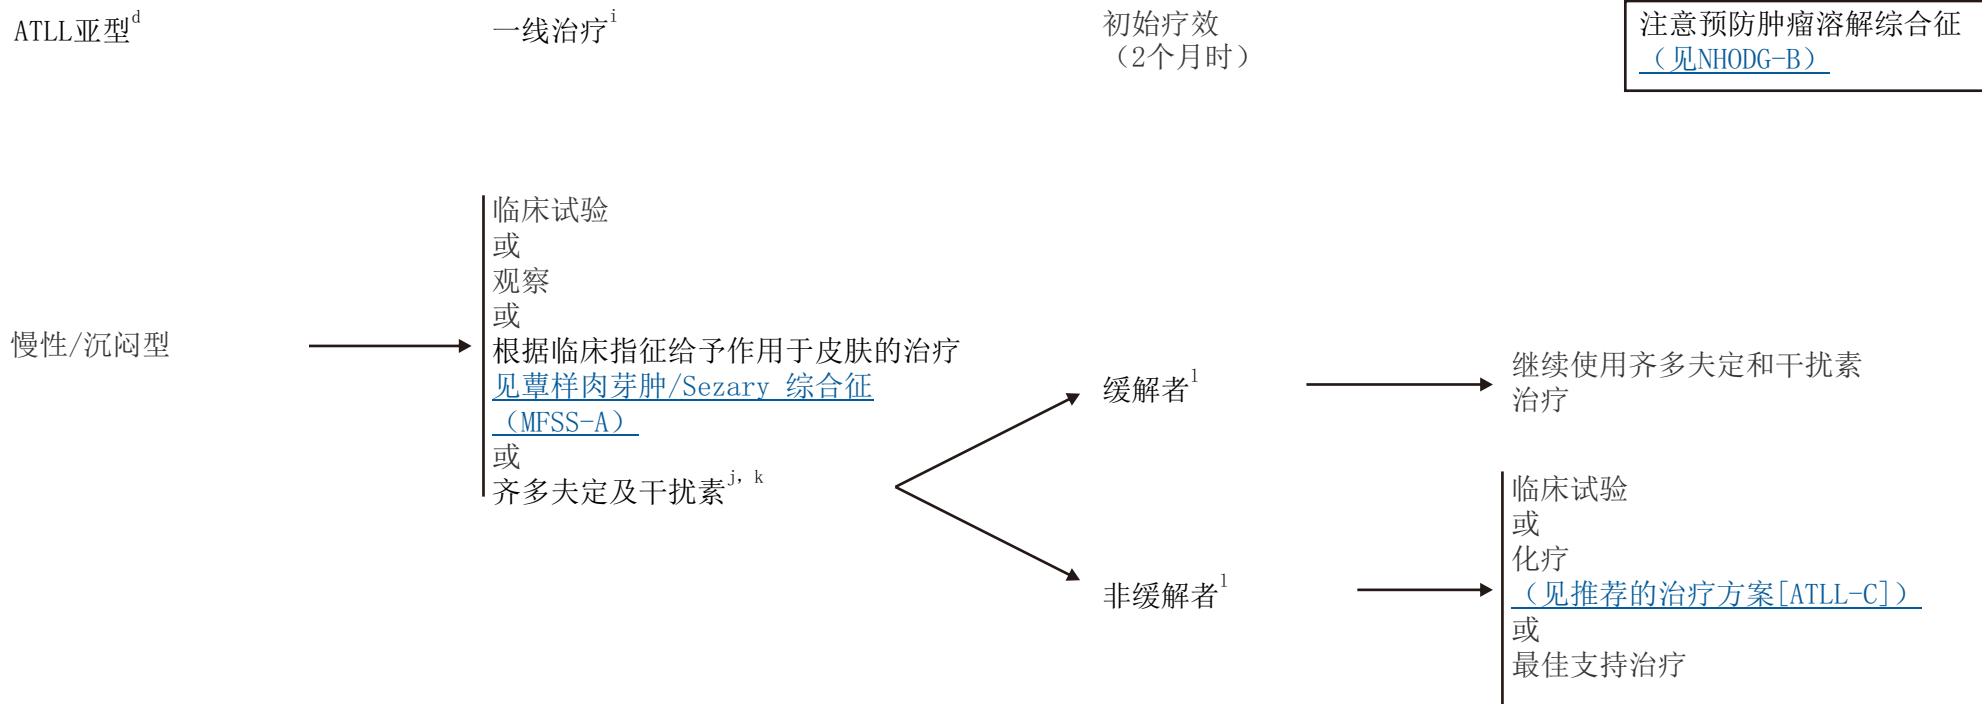 ATLL亚型d
一线治疗i
初始疗效
（2个月时）
注意预防肿瘤溶解综合征
（见NHODG-B）
慢性/沉闷型
临床试验
或
观察
或
根据临床指征给予作用于皮肤的治疗
见蕈样肉芽肿/Sezary 综合征
（MFSS-A）
或
齐多夫定及干扰素j, k
缓解者l
继续使用齐多夫定和干扰素
治疗
非缓解者l
临床试验
或
化疗
（见推荐的治疗方案[ATLL-C]）
或
最佳支持治疗